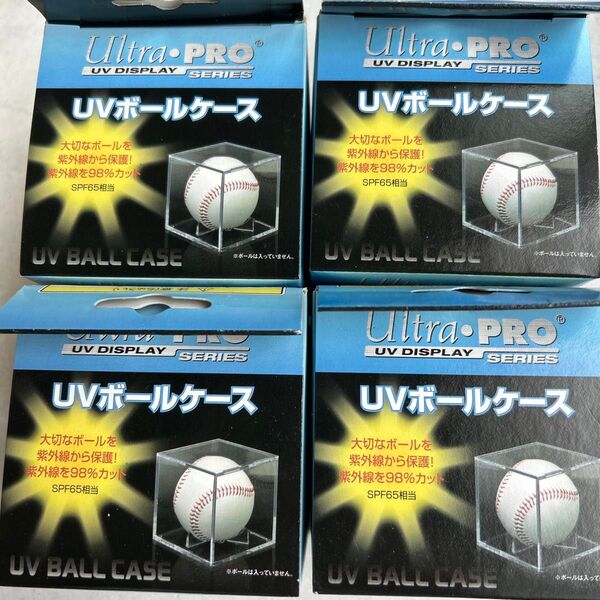 Ultra・PRO®
UV DISPLAY SERIES
UVボールケース
大切なボールを
紫外線から保護!
紫外線を98%カット
SPF65相当
UV BALL CASE
※ボールは入っていません。
Ultra・PRO®
UV DISPLAY SERIES
UVボールケース
大切なボールを
紫外線から保護!
紫外線を98%カット
SPF65相当
UV BALL CASE
※ボールは入っていません。
Ultra・PRO
UV DISPLAY SERIES
UVボールケース
大切なボールを
紫外線から保護!
紫外線を98%カット
SPF65相当
UV BALL CASE
※ボールは入っていません。
Ultra・PRO®
UV DISPLAY SERIES
UVボールケース
大切なボールを
紫外線から保護!
紫外線を98%カット
SPF65相当
UV BALL CASE
※ボールは入っていません。